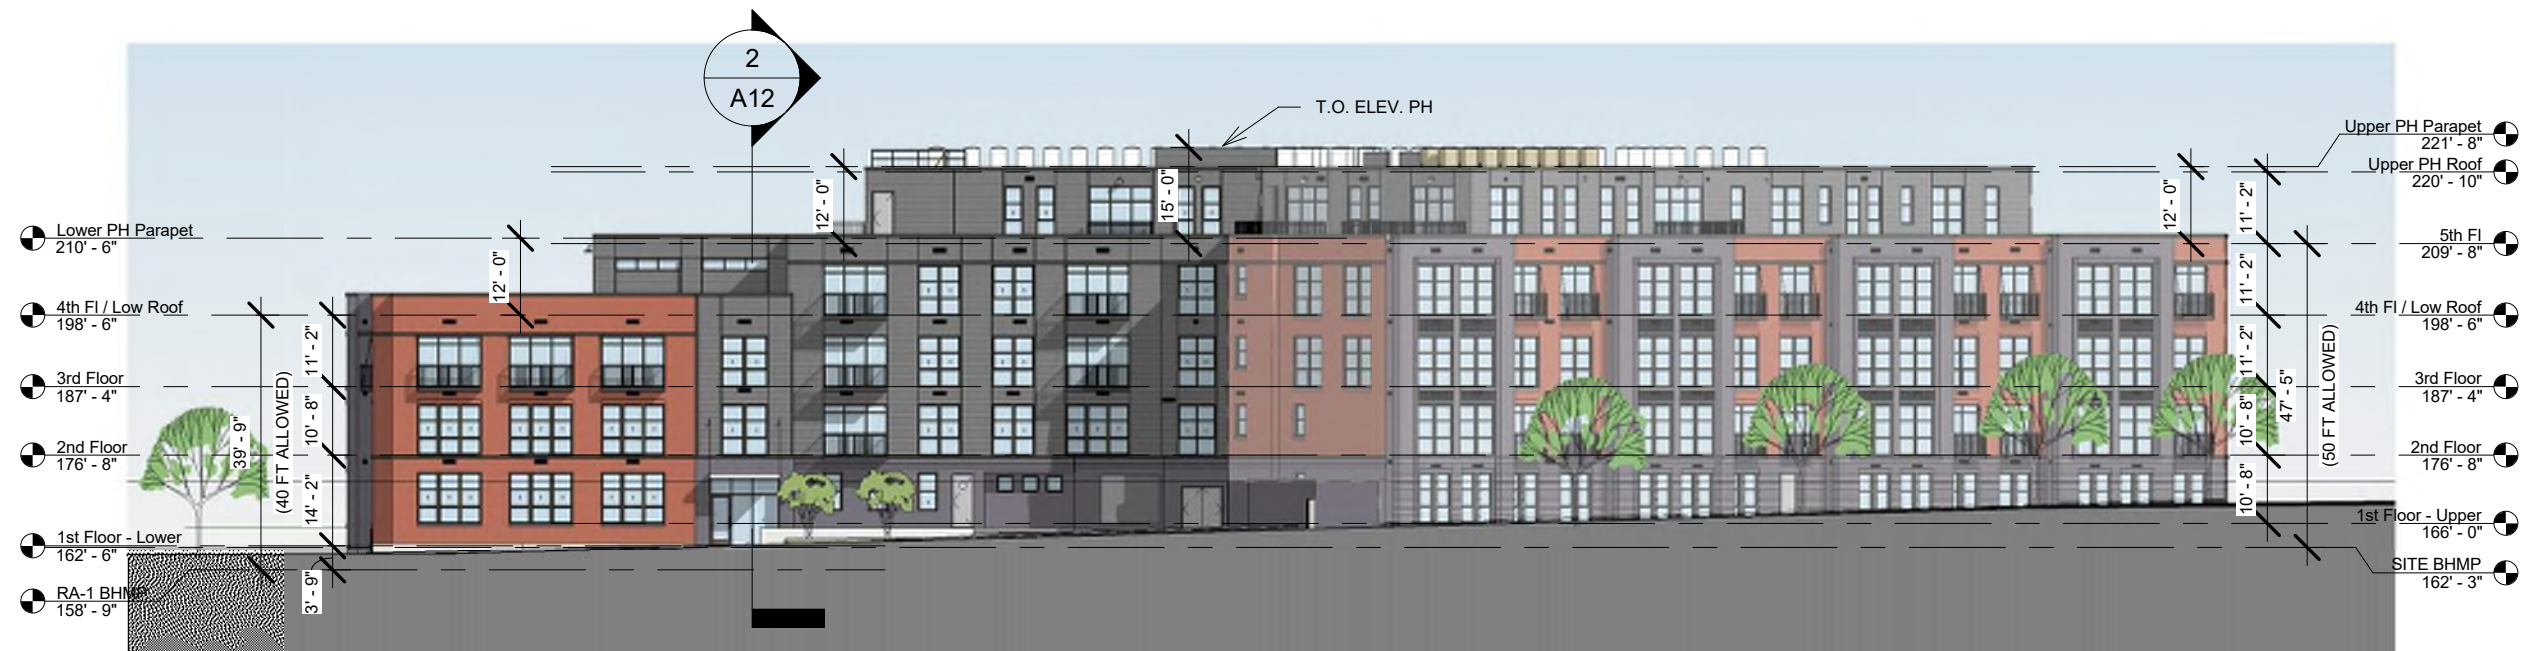 2
A12
T.O. ELEV. PH
Upper PH Parapet
221' - 8"
Upper PH Roof
220' - 10"
12' - 0"
15' - 0"
12' - 0"
11' - 2"
Lower PH Parapet
210' - 6"
5th Fl
209' - 8"
12' - 0"
11' - 2"
4th Fl / Low Roof
198' - 6"
4th Fl / Low Roof
198' - 6"
11' - 2"
11' - 2"
3rd Floor
187' - 4"
3rd Floor
187' - 4"
39' - 9"
(40 FT ALLOWED)
10' - 8"
10' - 8"
47' - 5"
(50 FT ALLOWED)
2nd Floor
176' - 8"
2nd Floor
176' - 8"
14' - 2"
10' - 8"
1st Floor - Lower
162' - 6"
1st Floor - Upper
166' - 0"
3' - 9"
RA-1 BHMP
158' - 9"
SITE BHMP
162' - 3"